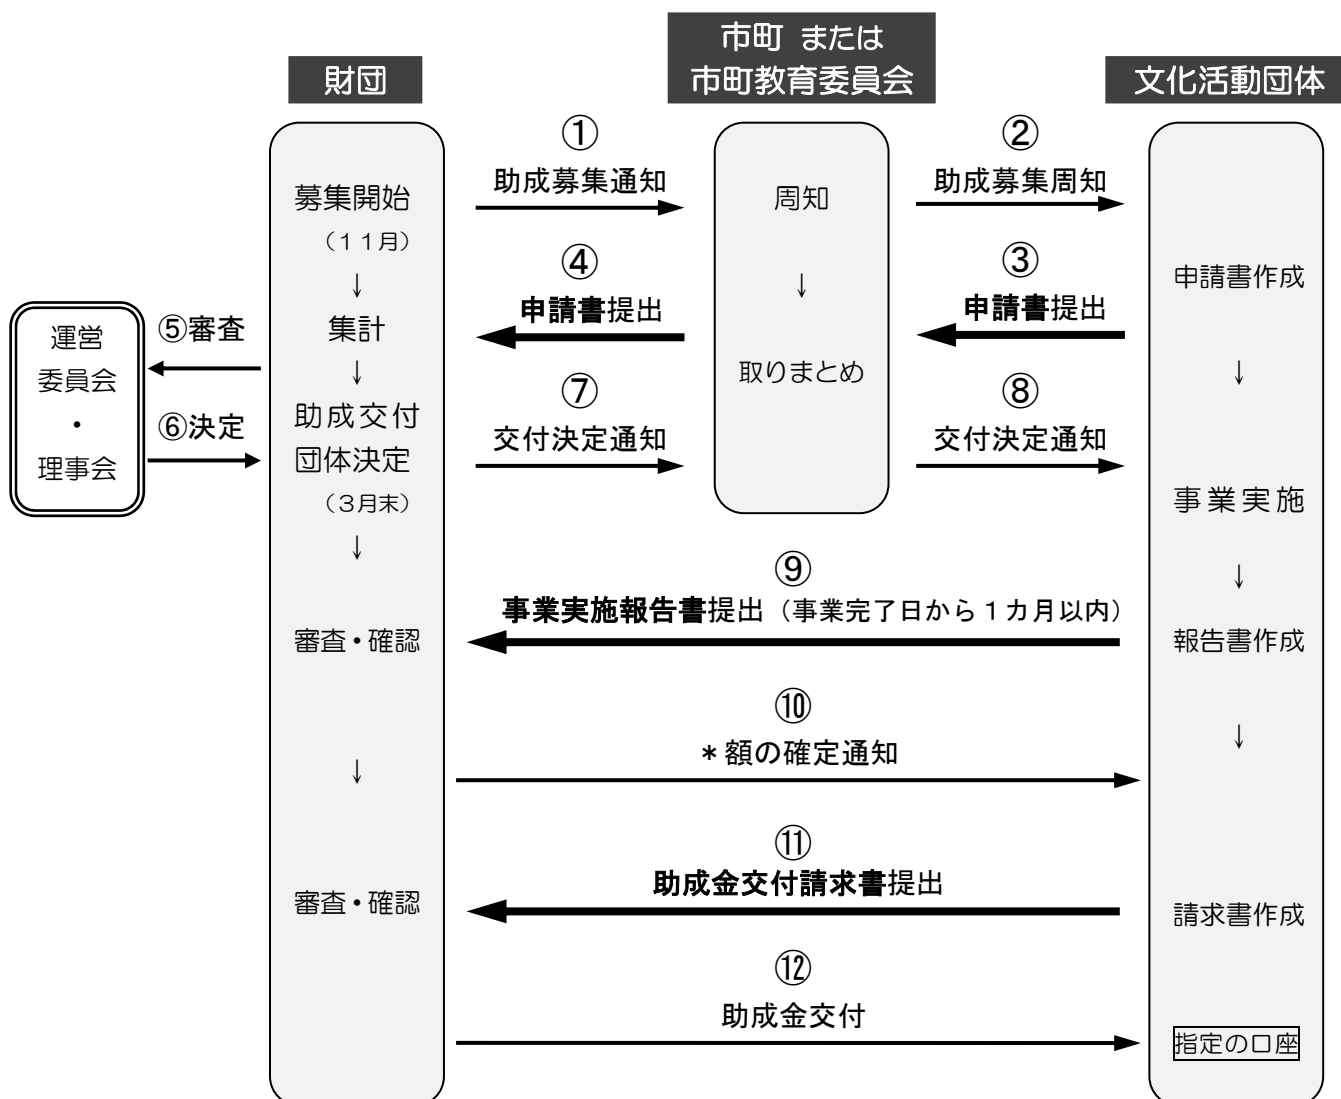 財団
市町 または
市町教育委員会
文化活動団体
①
助成募集通知
②
助成募集周知
募集開始
（１１月）
↓
周知
↓
④
申請書提出
③
申請書提出
申請書作成
運営
委員会
・
理事会
⑤審査
⑥決定
集計
↓
取りまとめ
↓
助成交付
団体決定
（３月末）
↓
⑦
交付決定通知
⑧
交付決定通知
事業実施
↓
⑨
事業実施報告書提出（事業完了日から１カ月以内）
審査・確認
報告書作成
↓
⑩
＊額の確定通知
↓
⑪
助成金交付請求書提出
審査・確認
請求書作成
⑫
助成金交付
指定の口座